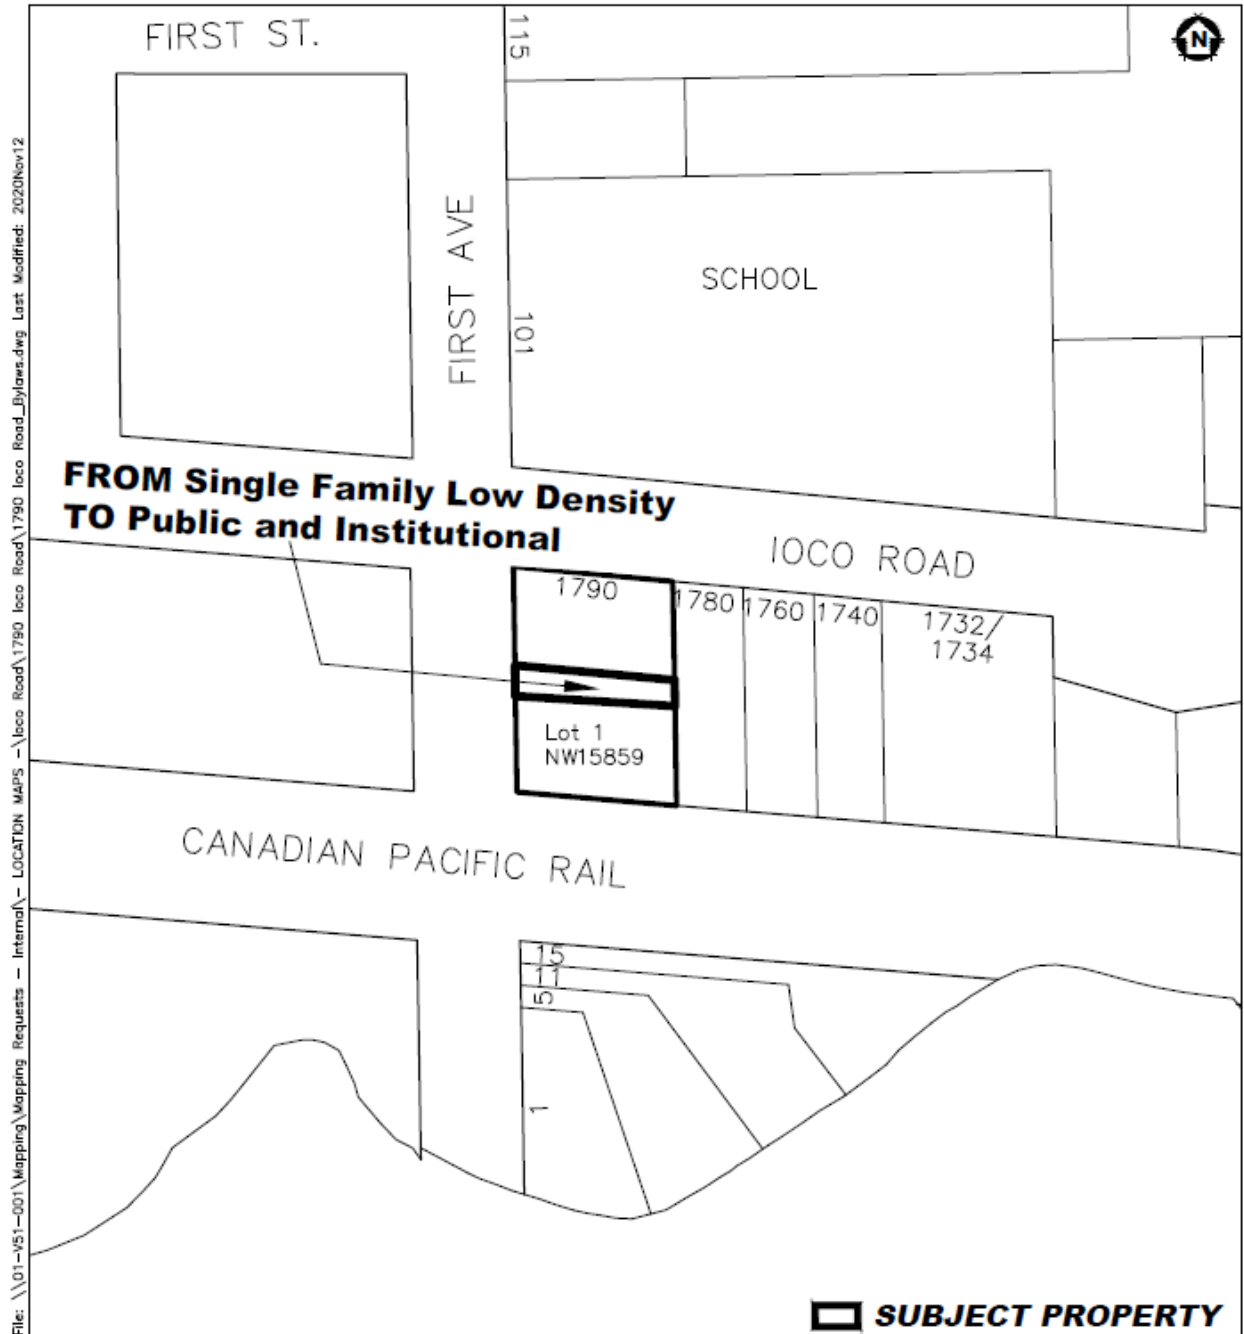 FIRST ST.
115
N
FIRST AVE
SCHOOL
101
FROM Single Family Low Density
TO Public and Institutional
IOCO ROAD
1790
1780
1760
1740
1732/
1734
Lot 1
NW15859
CANADIAN PACIFIC RAIL
15
11
5
1
SUBJECT PROPERTY
File: \\01-V51-001\Mapping\Mapping Requests - Internal\- LOCATION MAPS -\Ioco Road\1790 Ioco Road\1790 Ioco Road_Bylaws.dwg Last Modified: 2020Nov12